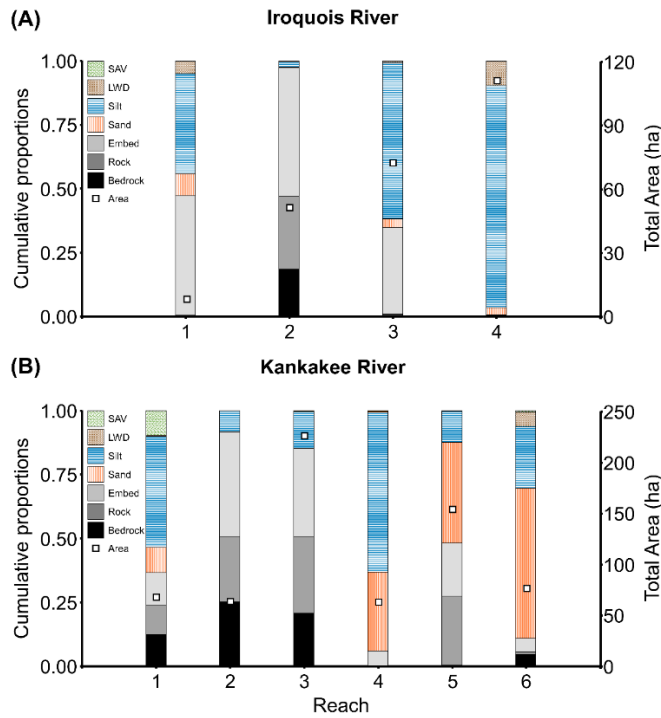 (A)
Iroquois River
Cumulative proportions
1.00
0.75
0.50
0.25
0.00
SAV
LWD
Silt
Sand
Embed
Rock
Bedrock
Area
120
90
60
30
0
Total Area (ha)
1 2 3 4
(B)
Kankakee River
Cumulative proportions
1.00
0.75
0.50
0.25
0.00
SAV
LWD
Silt
Sand
Embed
Rock
Bedrock
Area
250
200
150
100
50
0
Total Area (ha)
1 2 3 4 5 6
Reach